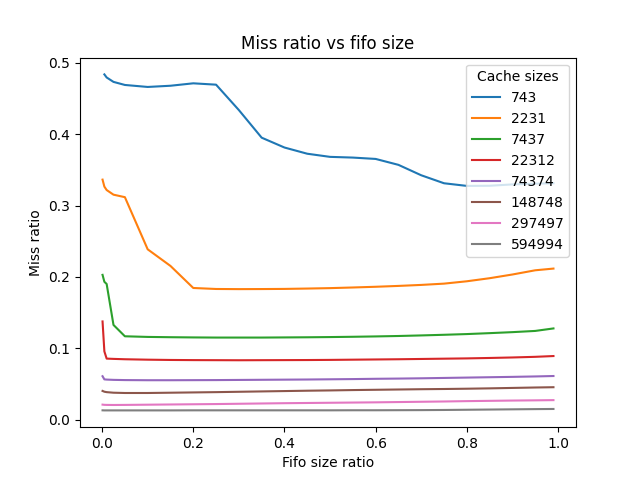 Miss ratio vs fifo size
Miss ratio
0.5
0.4
0.3
0.2
0.1
0.0
Cache sizes
743
2231
7437
22312
74374
148748
297497
594994
0.0 0.2 0.4 0.6 0.8 1.0
Fifo size ratio